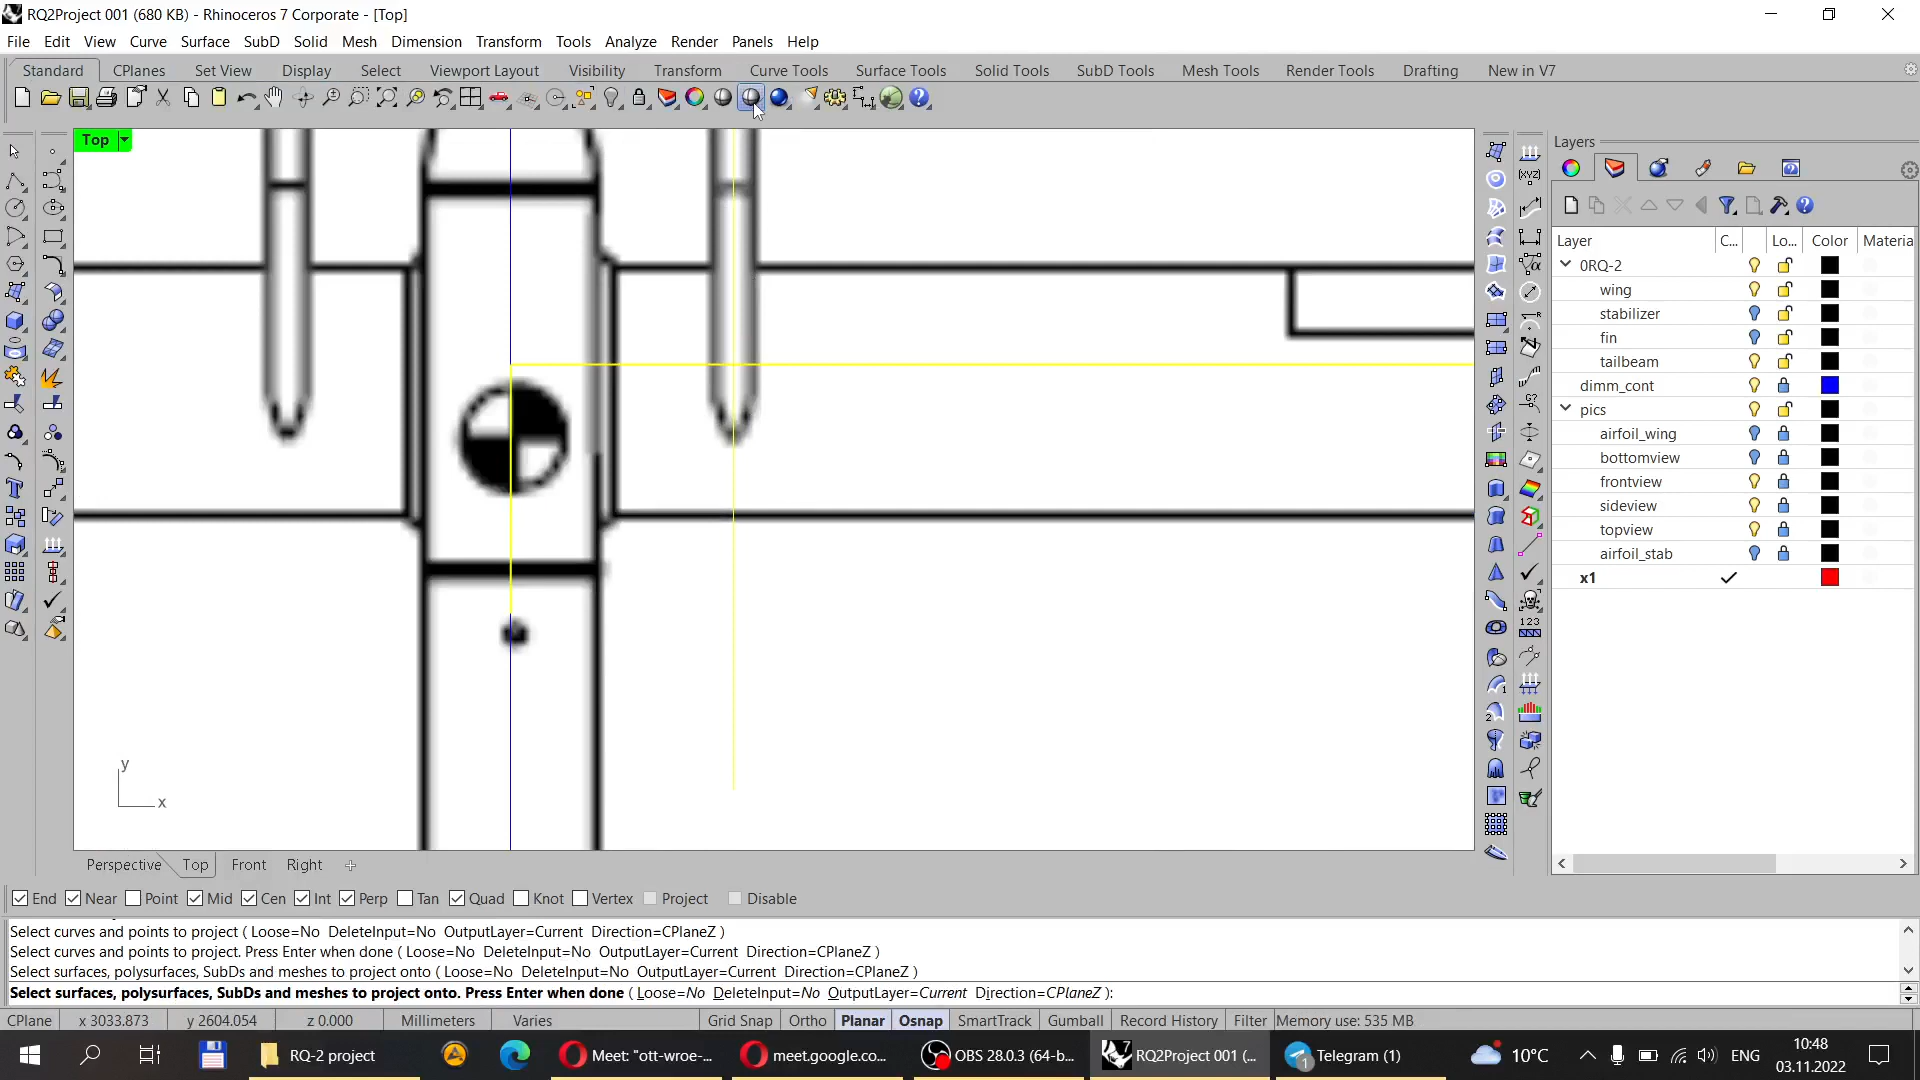 RQ2Project 001 (680 KB) - Rhinoceros 7 Corporate - [Top]
File Edit View Curve Surface SubD Solid Mesh Dimension Transform Tools Analyze Render Panels Help
Standard CPlanes Set View Display Select Viewport Layout Visibility Transform Curve Tools Surface Tools Solid Tools SubD Tools Mesh Tools Render Tools Drafting New in V7
Top
Layers
Layer C... Lo... Color Materia
0RQ-2
wing
stabilizer
fin
tailbeam
dimm_cont
pics
airfoil_wing
bottomview
frontview
sideview
topview
airfoil_stab
x1
y
x
Perspective Top Front Right
End Near Point Mid Cen Int Perp Tan Quad Knot Vertex Project Disable
Select curves and points to project ( Loose=No DeleteInput=No OutputLayer=Current Direction=CPlaneZ )
Select curves and points to project. Press Enter when done ( Loose=No DeleteInput=No OutputLayer=Current Direction=CPlaneZ )
Select surfaces, polysurfaces, SubDs and meshes to project onto ( Loose=No DeleteInput=No OutputLayer=Current Direction=CPlaneZ )
Select surfaces, polysurfaces, SubDs and meshes to project onto. Press Enter when done ( Loose=No DeleteInput=No OutputLayer=Current Direction=CPlaneZ ):
CPlane x 3033.873 y 2604.054 z 0.000 Millimeters Varies Grid Snap Ortho Planar Osnap SmartTrack Gumball Record History Filter Memory use: 535 MB
RQ-2 project Meet: "ott-wroe-... meet.google.co... OBS 28.0.3 (64-b... RQ2Project 001 (... Telegram (1) 10°C ENG 10:48
03.11.2022